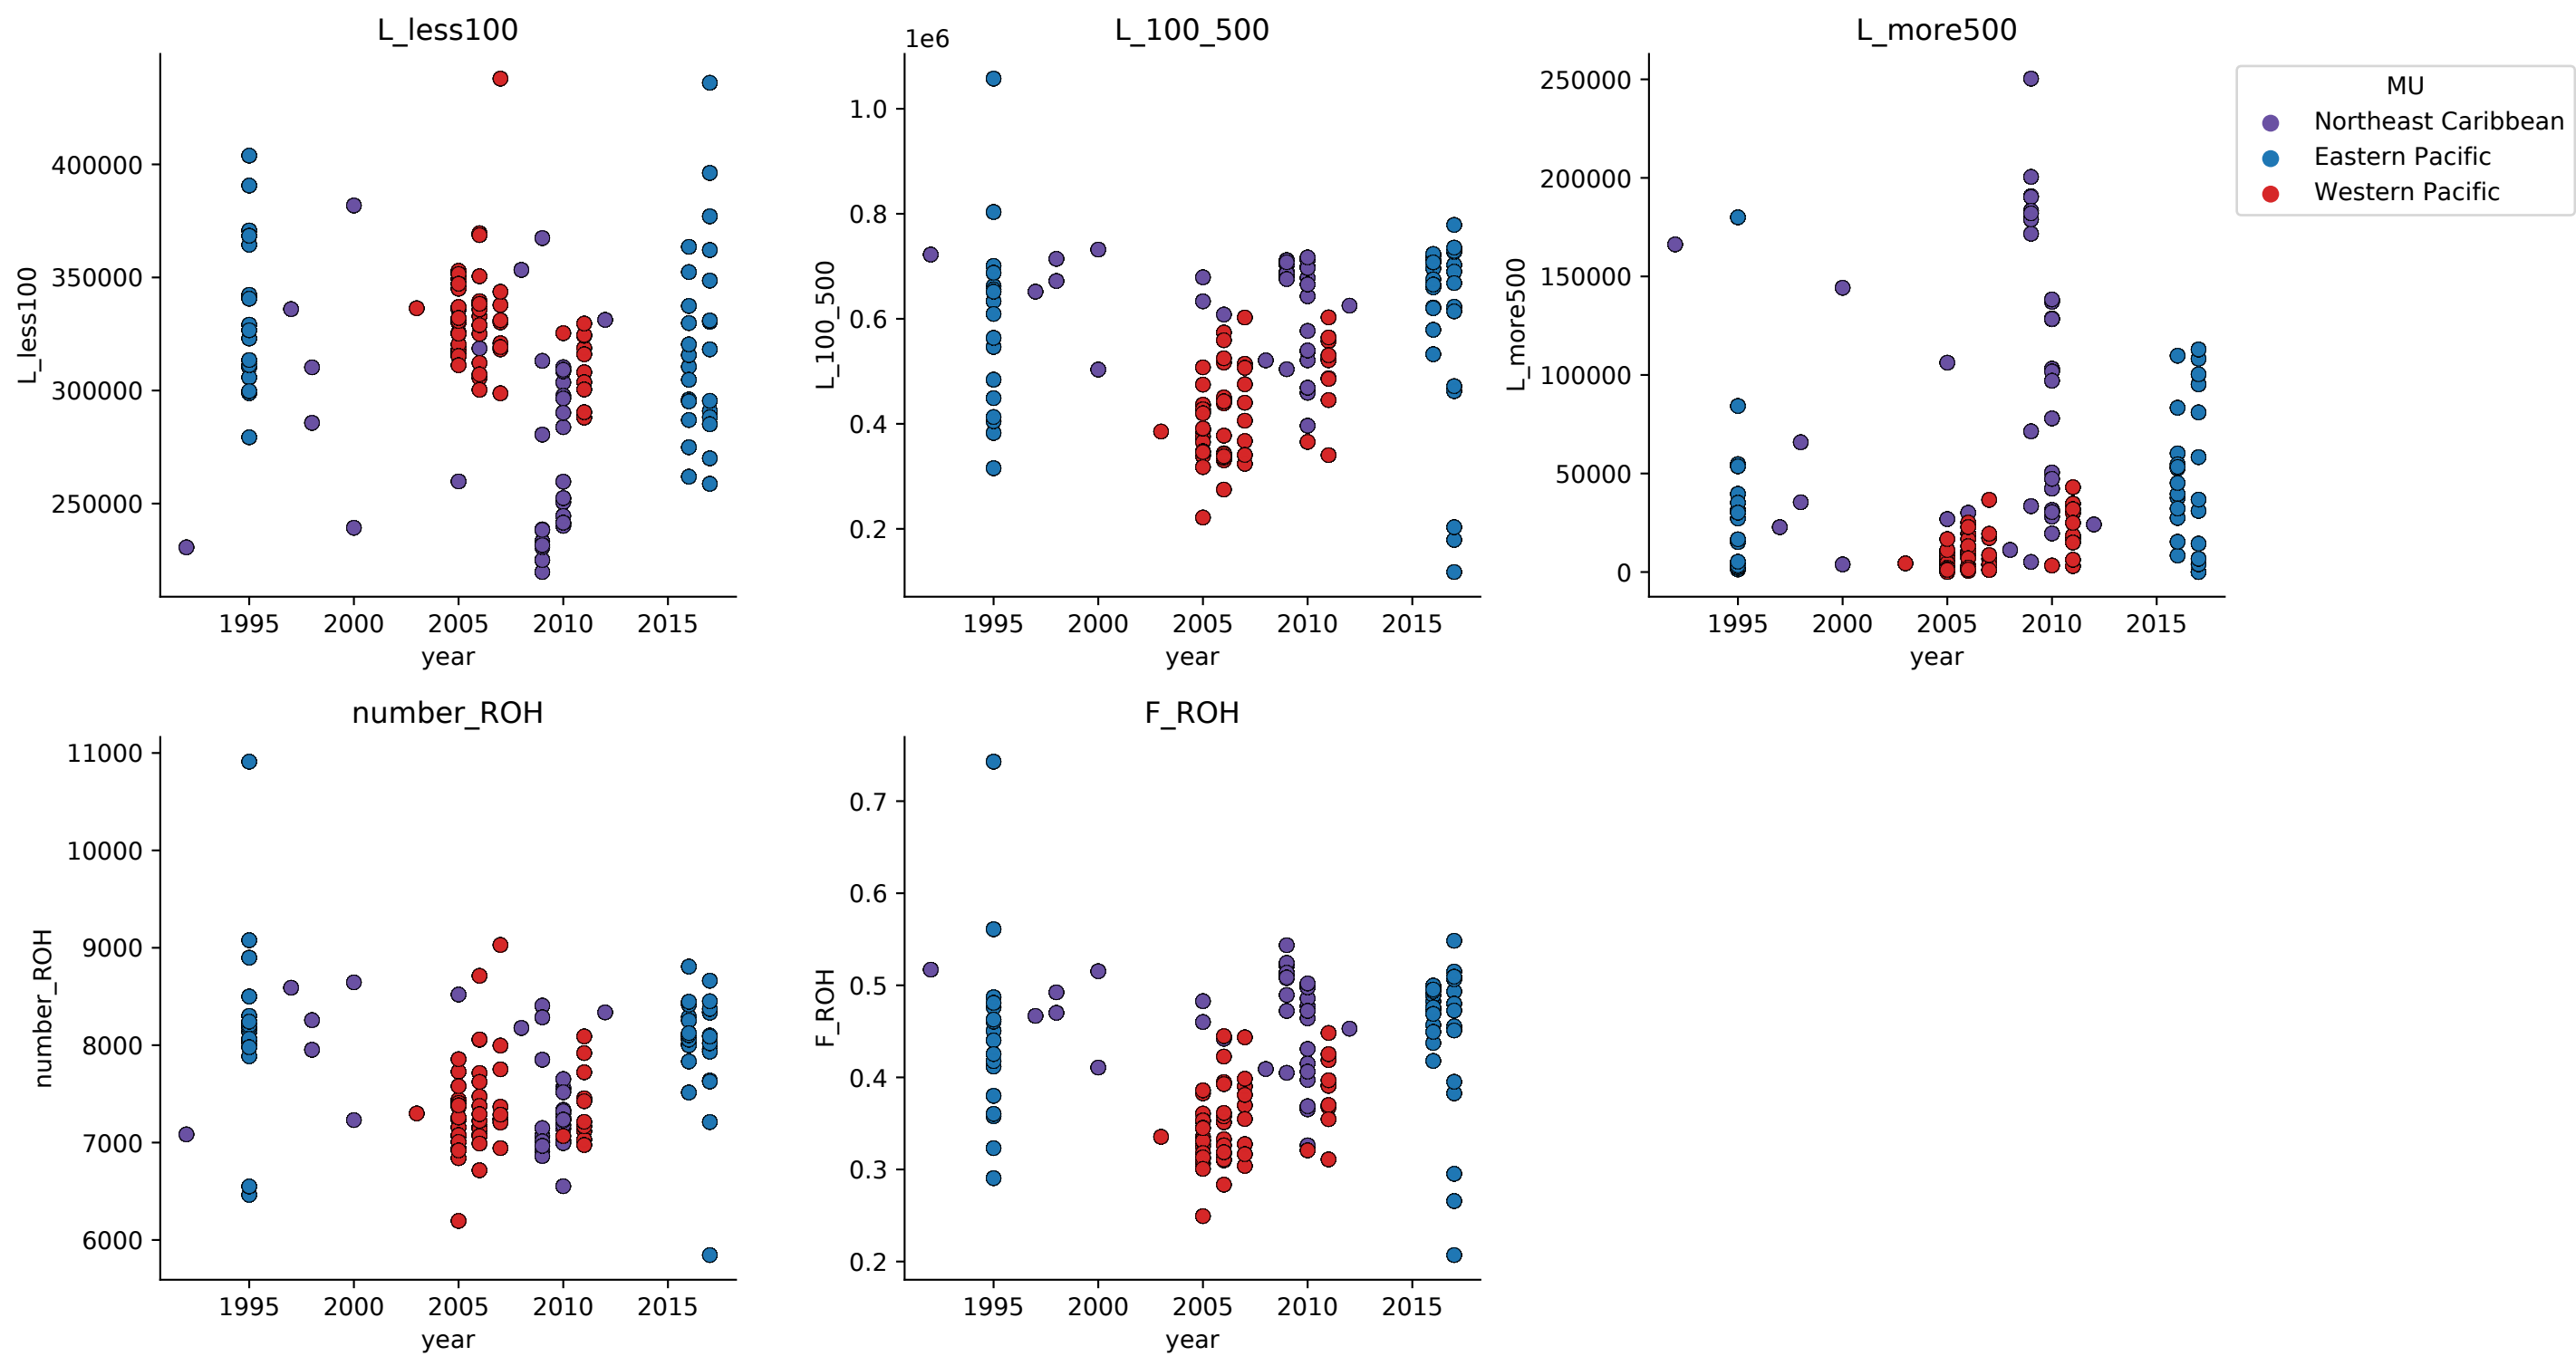 L_less100
L_less100
400000
350000
300000
250000
1995 2000 2005 2010 2015
year
L_100_500
1e6
L_100_500
1.0
0.8
0.6
0.4
0.2
1995 2000 2005 2010 2015
year
L_more500
L_more500
250000
200000
150000
100000
50000
0
1995 2000 2005 2010 2015
year
MU
Northeast Caribbean
Eastern Pacific
Western Pacific
number_ROH
number_ROH
11000
10000
9000
8000
7000
6000
1995 2000 2005 2010 2015
year
F_ROH
F_ROH
0.7
0.6
0.5
0.4
0.3
0.2
1995 2000 2005 2010 2015
year